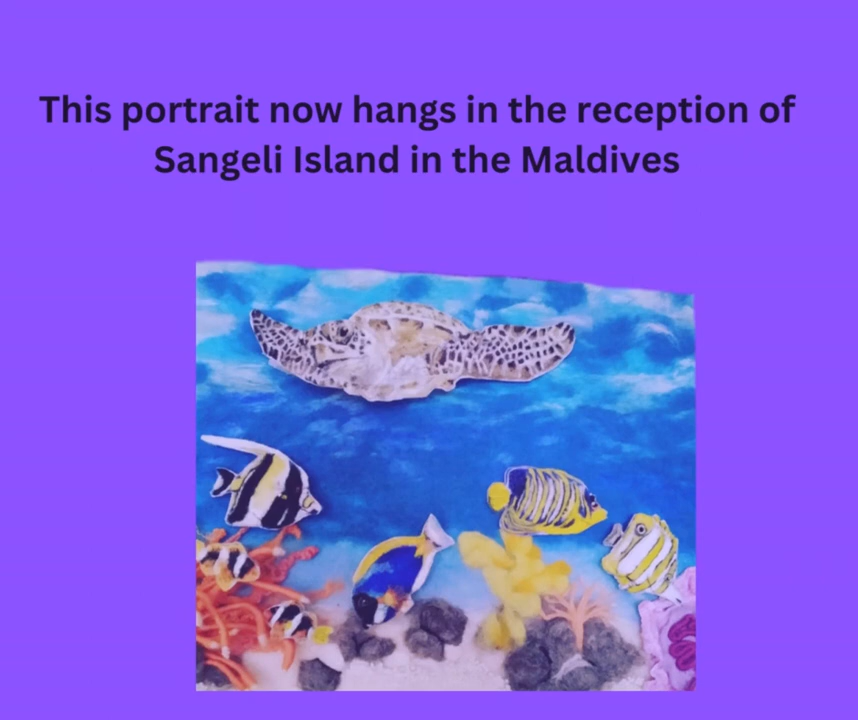 This portrait now hangs in the reception of
Sangeli Island in the Maldives